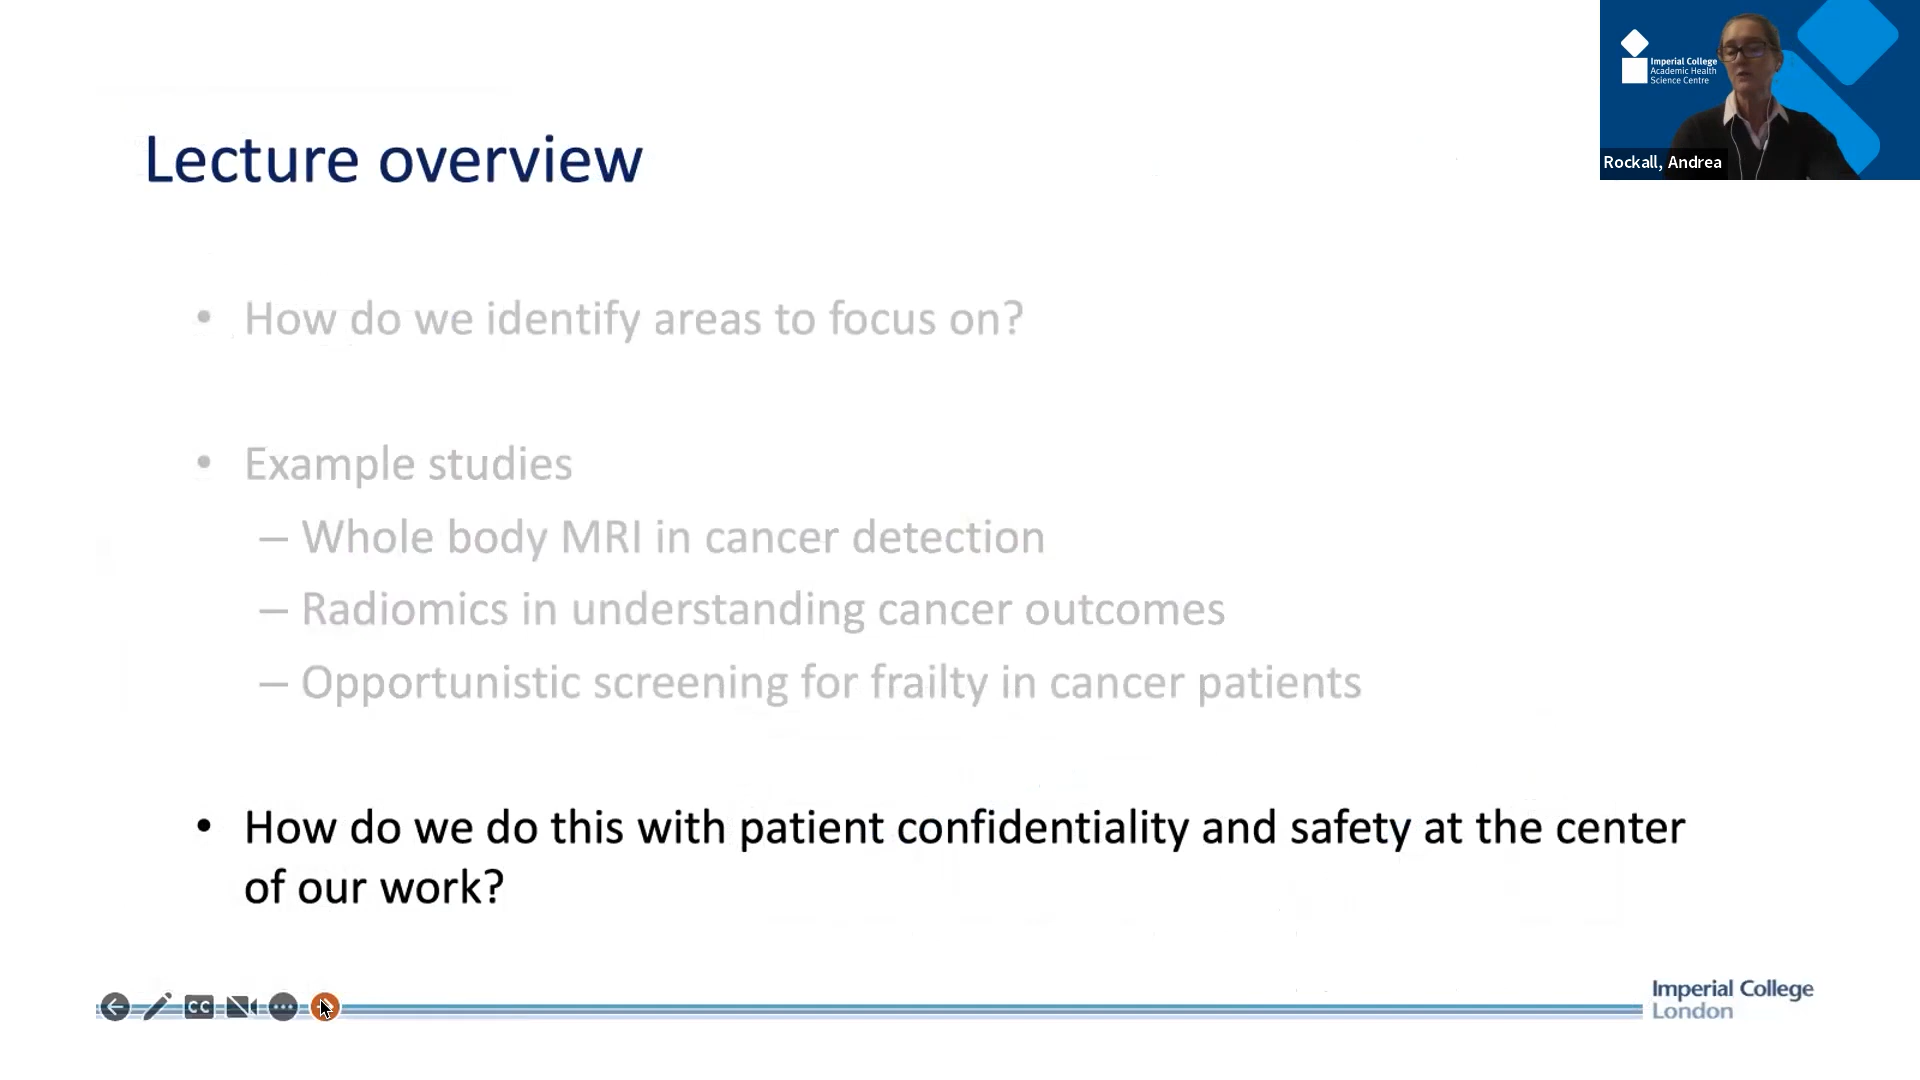 Imperial College
Academic Health
Science Centre
Rockall, Andrea
Lecture overview
• How do we identify areas to focus on?
• Example studies
– Whole body MRI in cancer detection
– Radiomics in understanding cancer outcomes
– Opportunistic screening for frailty in cancer patients
• How do we do this with patient confidentiality and safety at the center
of our work?
CC
Imperial College
London